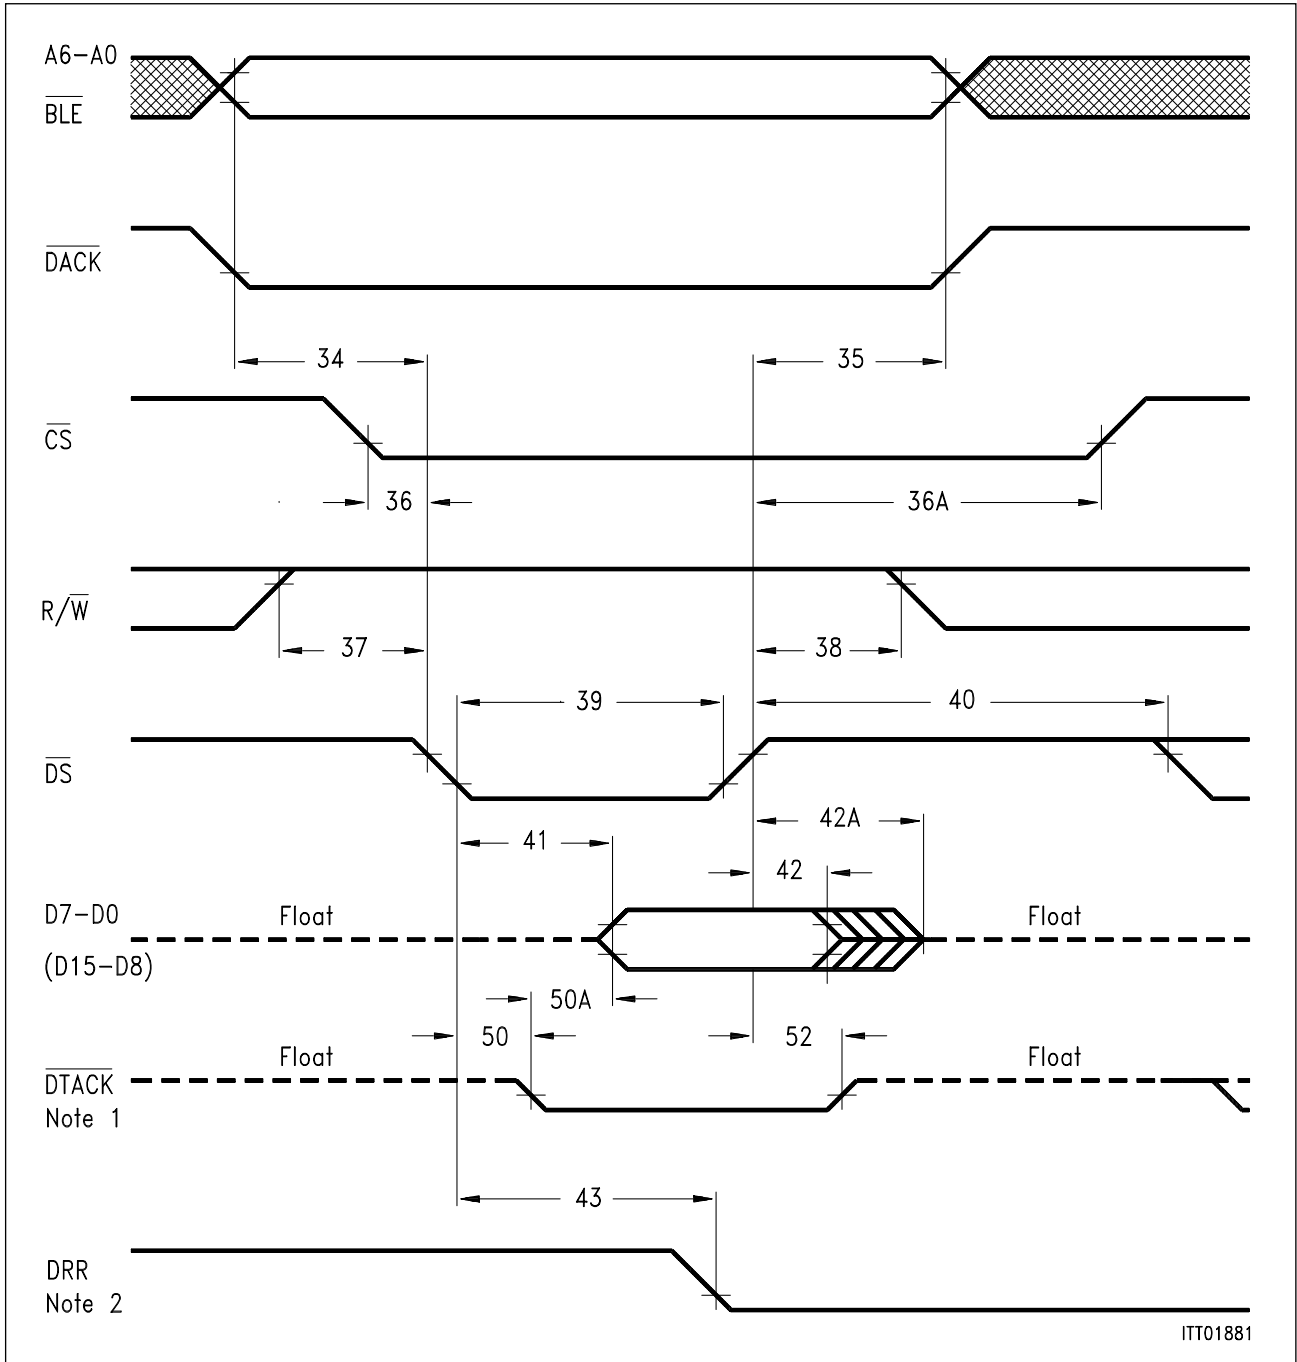 A6-A0
BLE
DACK
34
35
CS
36
36A
R/W
37
38
39
40
DS
42A
41
42
D7-D0
Float
Float
(D15-D8)
50A
50
52
Float
Float
DTACK
Note 1
43
DRR
Note 2
ITT01881